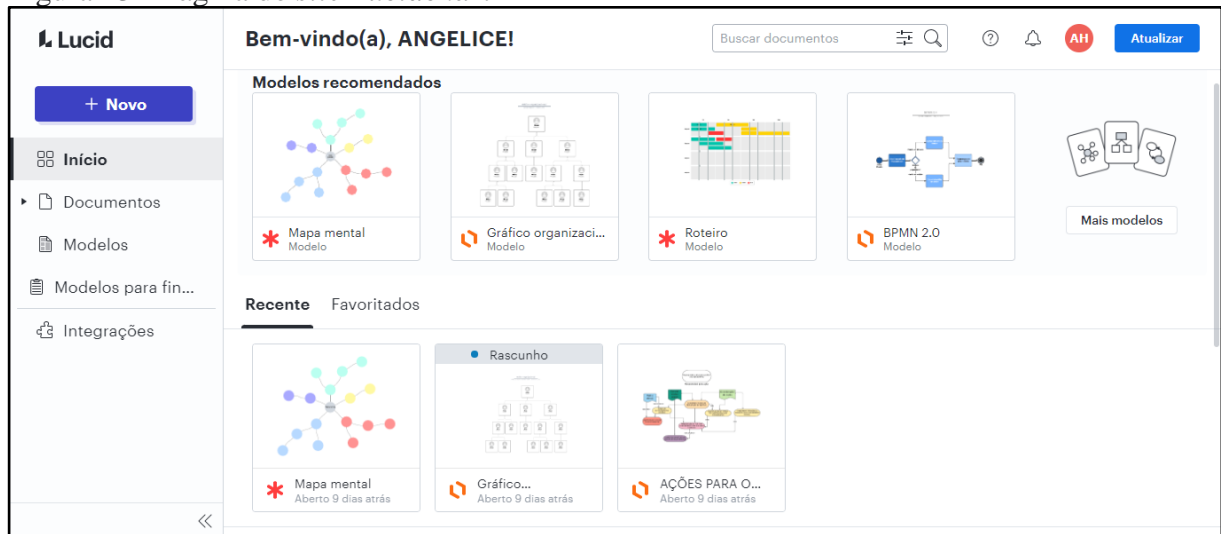 Lucid
Bem-vindo(a), ANGELICE!
Buscar documentos
AH
Atualizar
+ Novo
Início
Documentos
Modelos
Modelos para fin...
Integrações
Modelos recomendados
Mapa mental
Modelo
Gráfico organizaci...
Modelo
Roteiro
Modelo
BPMN 2.0
Modelo
Mais modelos
Recente Favoritados
Mapa mental
Aberto 9 dias atrás
Rascunho
Gráfico...
Aberto 9 dias atrás
AÇÕES PARA O...
Aberto 9 dias atrás